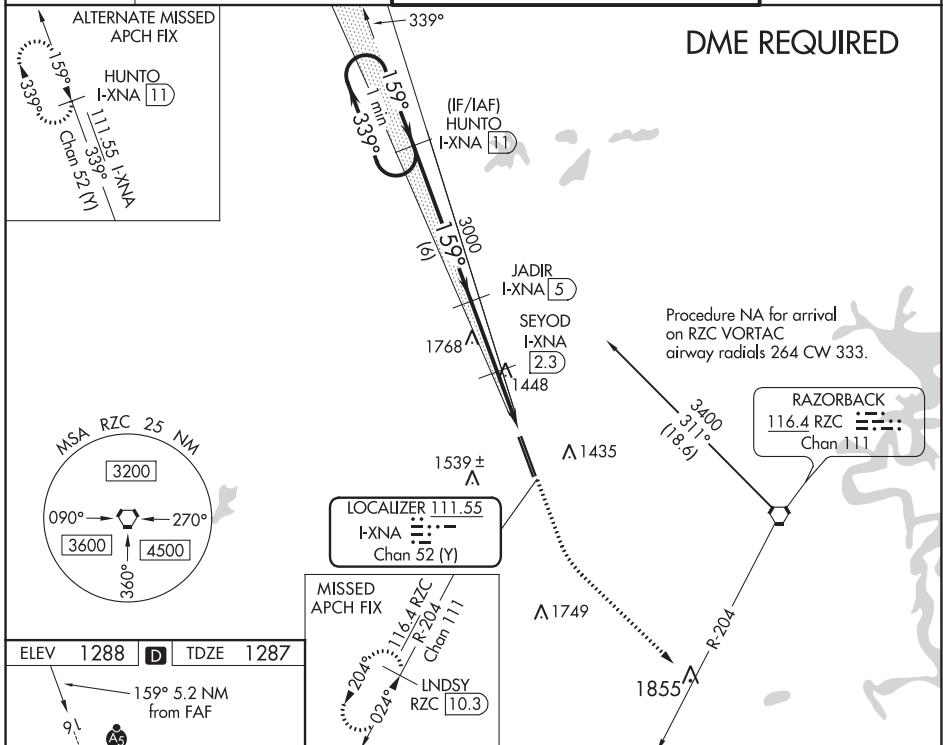 ALTERNATE MISSED
APCH FIX
159°
339°
HUNTO
I-XNA 11
111.55 I-XNA
339°
Chan 52 (Y)
339°
DME REQUIRED
159°
1 min
339°
(IF/IAF)
HUNTO
I-XNA 11
3000
159°
(6)
JADIR
I-XNA 5
SEYOD
I-XNA
2.3
1768
1448
Procedure NA for arrival
on RZC VORTAC
airway radials 264 CW 333.
3400
311°
(18.6)
RAZORBACK
116.4 RZC
Chan 111
MSA RZC 25 NM
3200
090°
270°
3600
4500
360°
1539 ±
1435
LOCALIZER 111.55
I-XNA
Chan 52 (Y)
MISSED
APCH FIX
116.4 RZC
R-204
Chan 111
204°
024°
LNDSY
RZC 10.3
1749
1855
R-204
ELEV 1288 D TDZE 1287
159° 5.2 NM
from FAF
16
A5